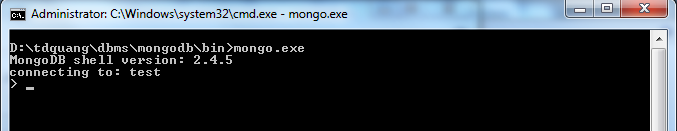 Administrator: C:\Windows\system32\cmd.exe - mongo.exe
D:\tdquang\dbms\mongodb\bin>mongo.exe
MongoDB shell version: 2.4.5
connecting to: test
> _